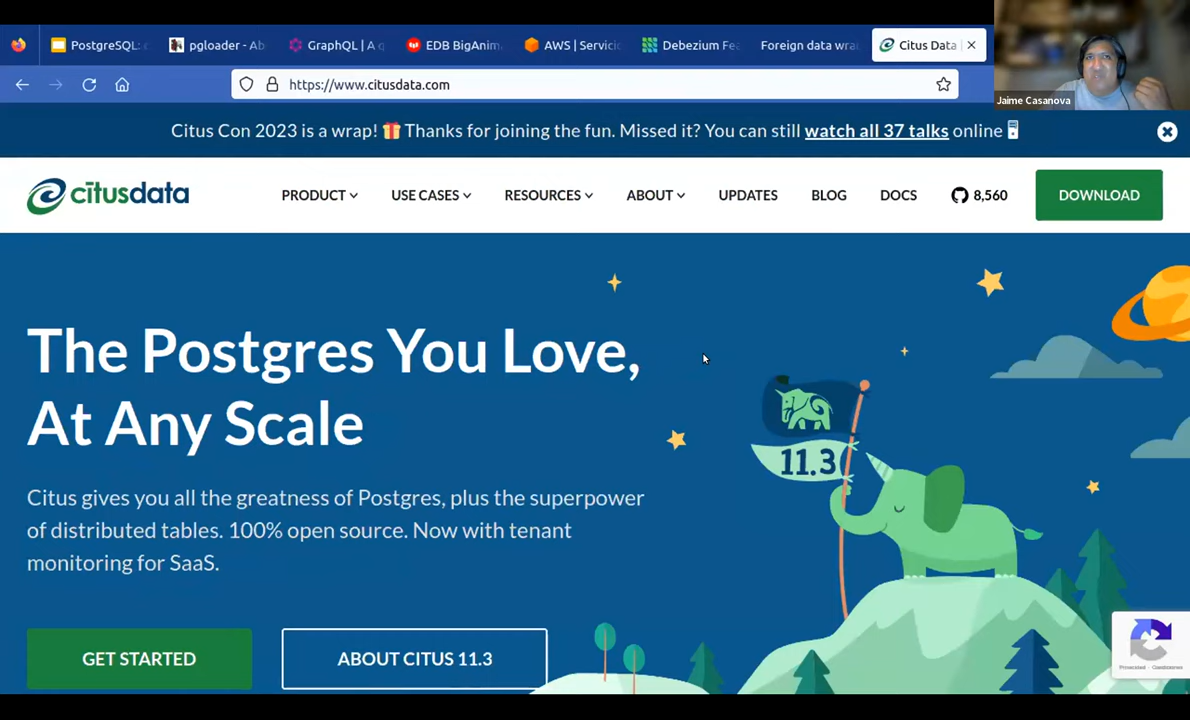 PostgreSQL:
pgloader - Ab
GraphQL | A q
EDB BigAnim
AWS | Servicio
Debezium Fea
Foreign data wra
Citus Data
Jaime Casanova
https://www.citusdata.com
Citus Con 2023 is a wrap! Thanks for joining the fun. Missed it? You can still watch all 37 talks online
cītusdata
PRODUCT USE CASES RESOURCES ABOUT UPDATES BLOG DOCS 8,560 DOWNLOAD
The Postgres You Love,
At Any Scale
Citus gives you all the greatness of Postgres, plus the superpower
of distributed tables. 100% open source. Now with tenant
monitoring for SaaS.
11.3
GET STARTED
ABOUT CITUS 11.3